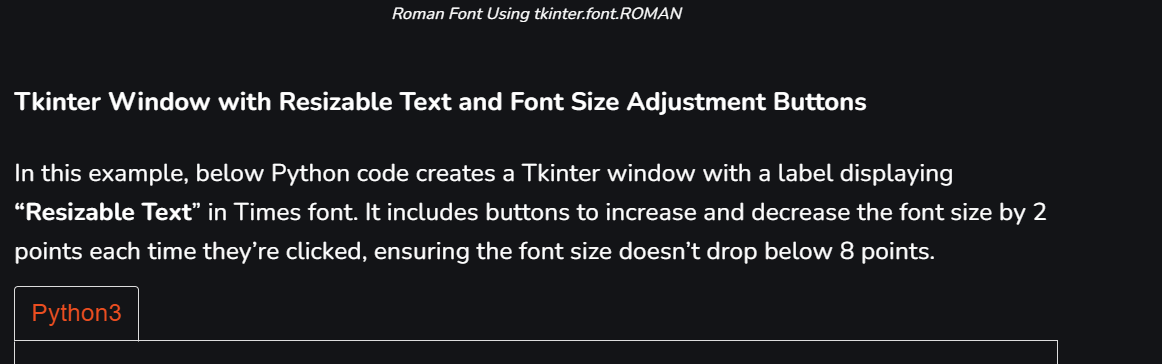 Roman Font Using tkinter.font.ROMAN
Tkinter Window with Resizable Text and Font Size Adjustment Buttons
In this example, below Python code creates a Tkinter window with a label displaying
“Resizable Text” in Times font. It includes buttons to increase and decrease the font size by 2
points each time they’re clicked, ensuring the font size doesn’t drop below 8 points.
Python3